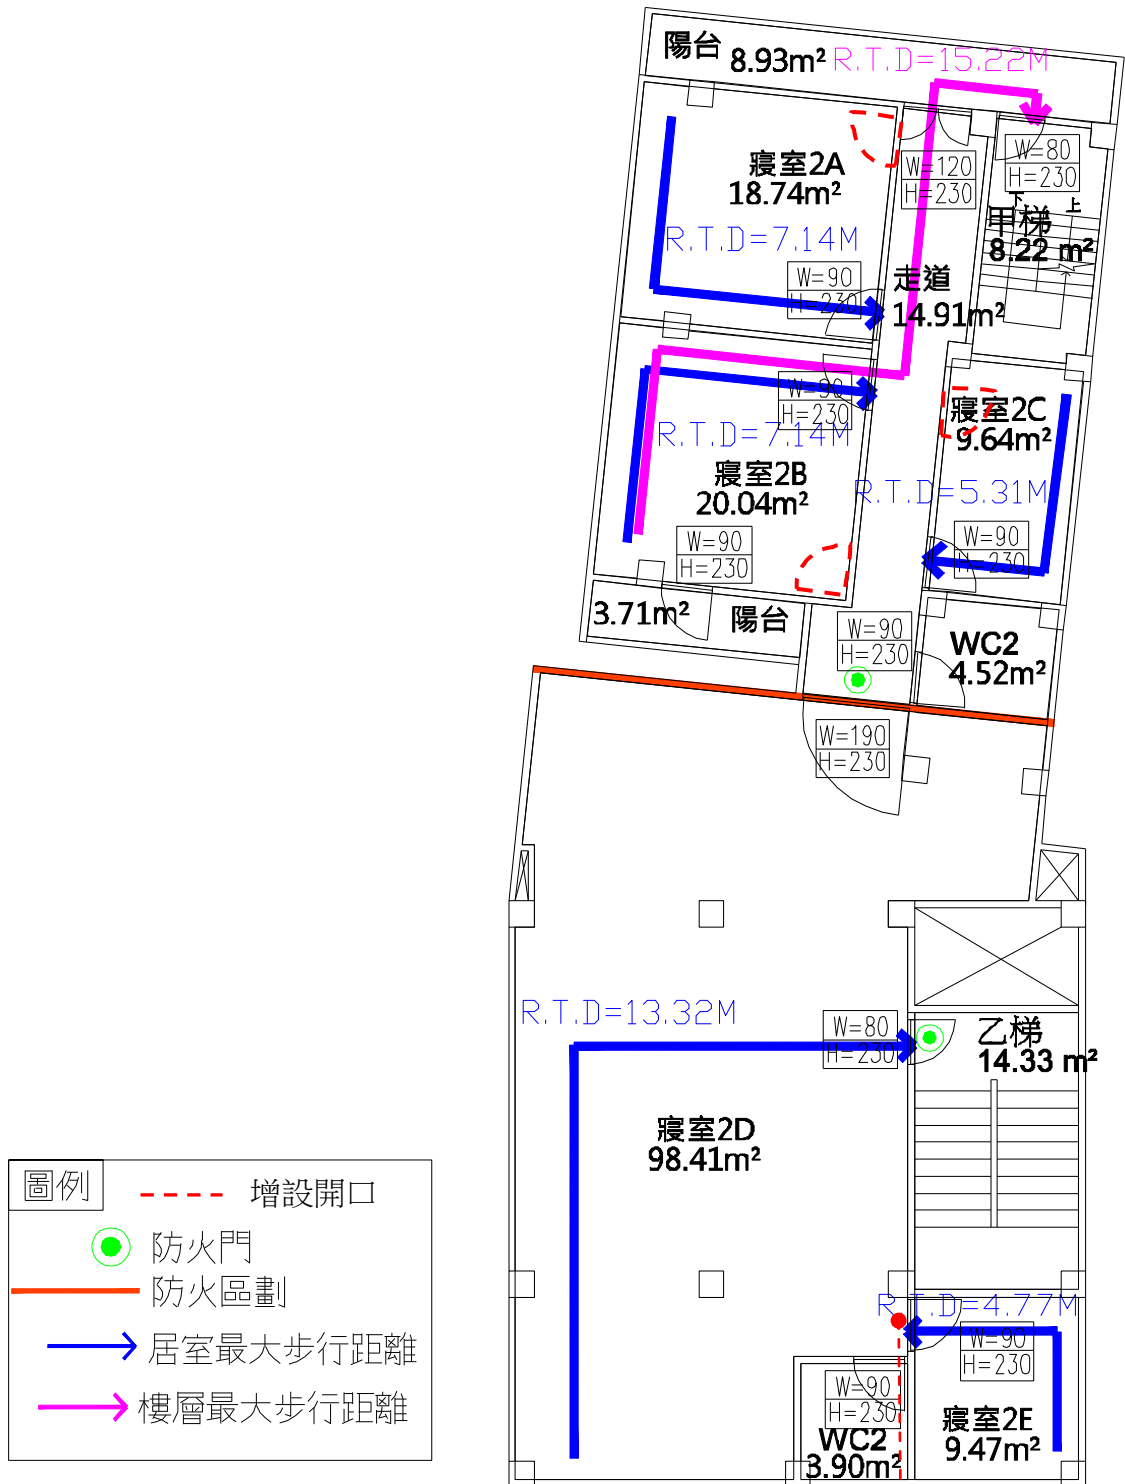 陽台
8.93m²
R.T.D=15.22M
W=80
H=230
W=120
H=230
寢室2A
18.74m²
下
上
甲梯
8.22 m²
R.T.D=7.14M
W=90
H=230
走道
14.91m²
W=90
H=230
寢室2C
9.64m²
R.T.D=7.14M
寢室2B
20.04m²
R.T.D=5.31M
W=90
H=230
W=90
H=230
3.71m²
陽台
W=90
H=230
WC2
4.52m²
W=190
H=230
R.T.D=13.32M
W=80
H=230
乙梯
14.33 m²
寢室2D
98.41m²
圖例
增設開口
防火門
防火區劃
居室最大步行距離
樓層最大步行距離
R.T.D=4.77M
W=90
H=230
W=90
H=230
WC2
3.90m²
寢室2E
9.47m²